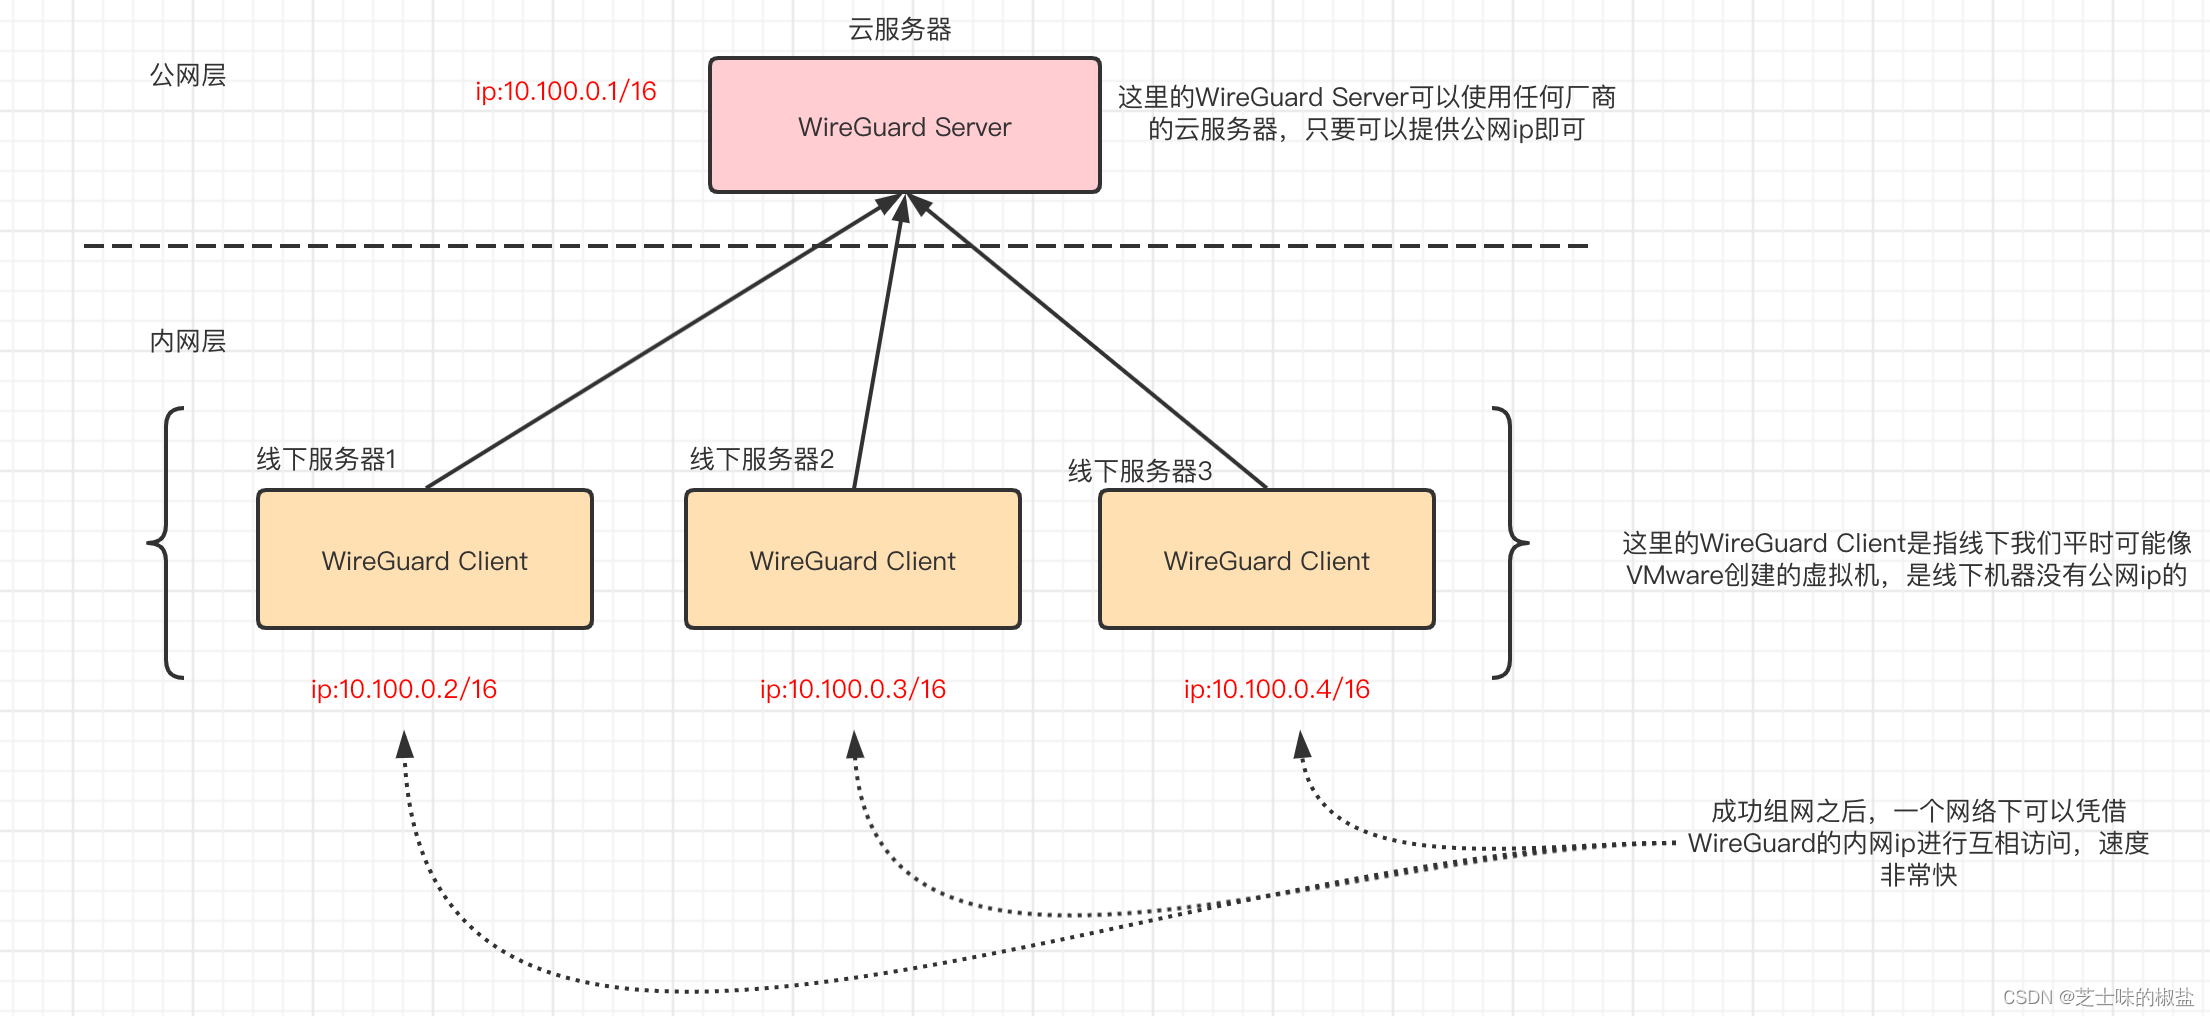 云服务器
公网层
ip:10.100.0.1/16
WireGuard Server
这里的WireGuard Server可以使用任何厂商
的云服务器，只要可以提供公网ip即可
内网层
线下服务器1
线下服务器2
线下服务器3
WireGuard Client
WireGuard Client
WireGuard Client
这里的WireGuard Client是指线下我们平时可能像
VMware创建的虚拟机，是线下机器没有公网ip的
ip:10.100.0.2/16
ip:10.100.0.3/16
ip:10.100.0.4/16
成功组网之后，一个网络下可以凭借
WireGuard的内网ip进行互相访问，速度
非常快
CSDN @芝士味的椒盐